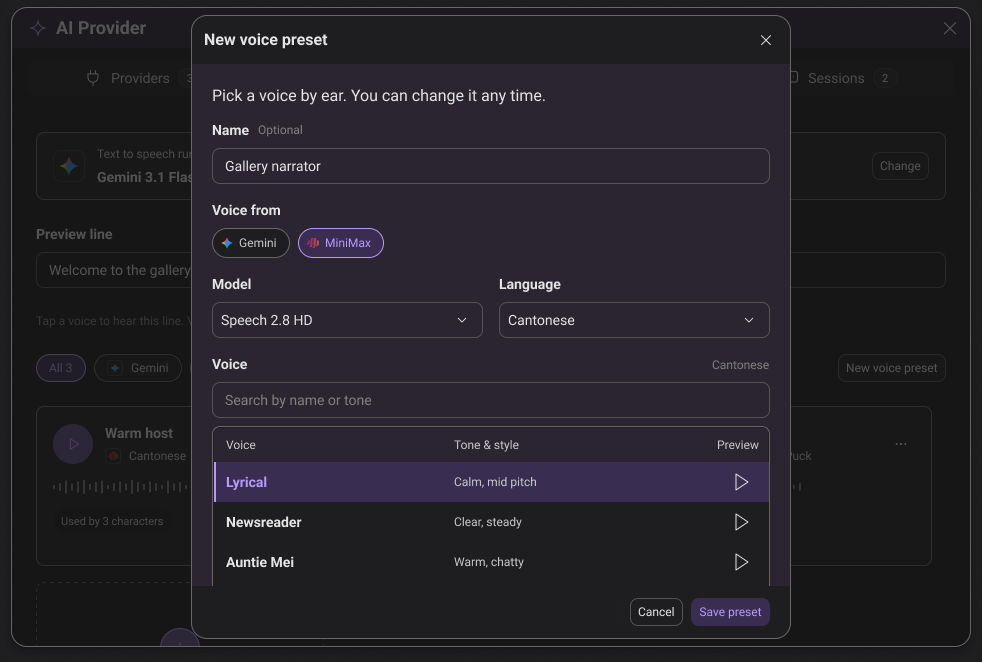 AI Provider
New voice preset
Providers
Sessions 2
Pick a voice by ear. You can change it any time.
Name Optional
Text to speech
Gemini 3.1
Change
Gallery narrator
Voice from
Preview line
Gemini
MiniMax
Welcome to the gallery
Model
Language
Speech 2.8 HD
Cantonese
Tap a voice to hear this line.
Voice
Cantonese
All 3
Gemini
New voice preset
Search by name or tone
Voice
Tone & style
Preview
Warm host
Cantonese
Lyrical
Calm, mid pitch
Used by 3 characters
Newsreader
Clear, steady
Auntie Mei
Warm, chatty
Cancel
Save preset